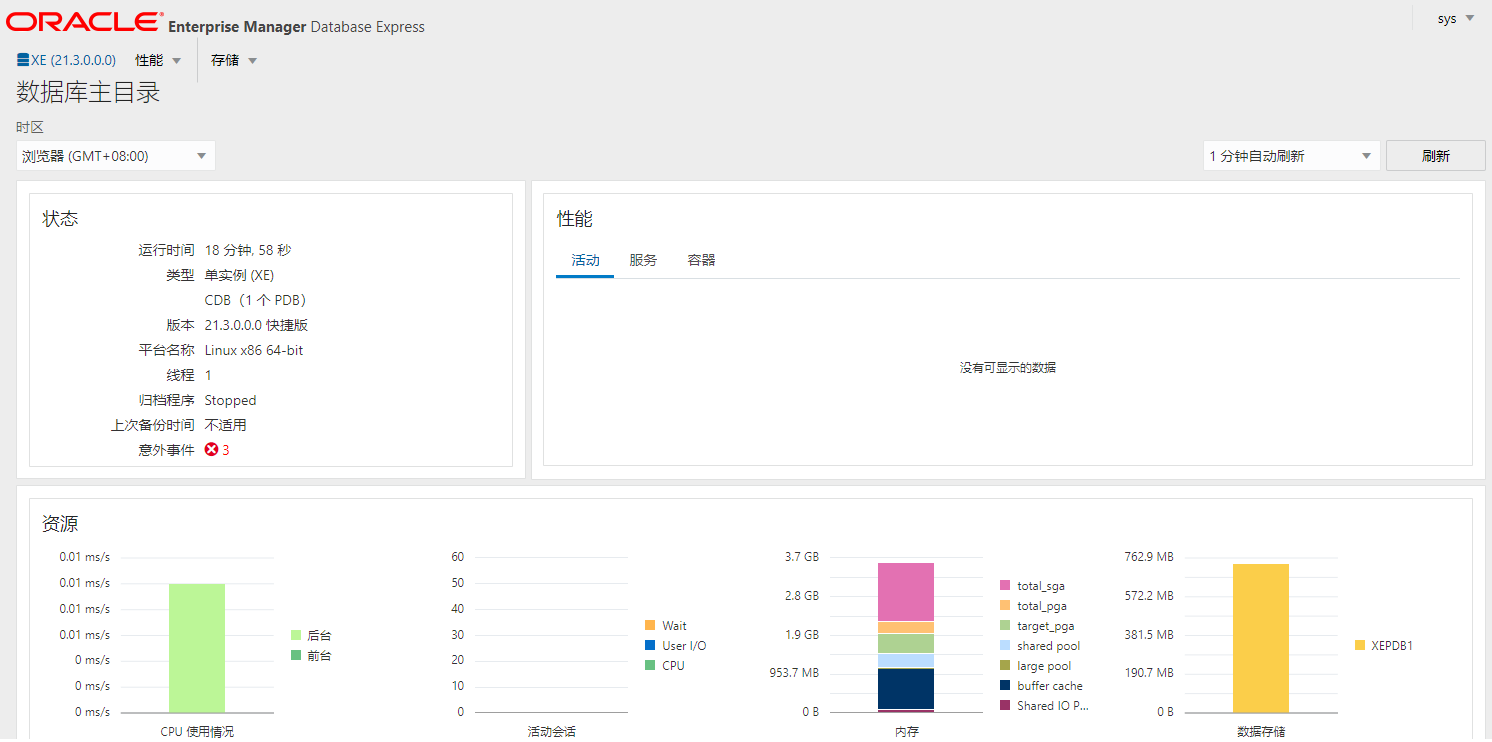 ORACLE Enterprise Manager Database Express
sys
XE (21.3.0.0.0) 性能 存储
数据库主目录
时区
浏览器 (GMT+08:00)
1 分钟自动刷新 刷新
状态
运行时间 18 分钟, 58 秒
类型 单实例 (XE)
CDB（1 个 PDB）
版本 21.3.0.0.0 快捷版
平台名称 Linux x86 64-bit
线程 1
归档程序 Stopped
上次备份时间 不适用
意外事件 3
性能
活动 服务 容器
没有可显示的数据
资源
0.01 ms/s
0.01 ms/s
0.01 ms/s
0.01 ms/s
0 ms/s
0 ms/s
0 ms/s
后台
前台
CPU 使用情况
60
50
40
30
20
10
0
Wait
User I/O
CPU
活动会话
3.7 GB
2.8 GB
1.9 GB
953.7 MB
0 B
total_sga
total_pga
target_pga
shared pool
large pool
buffer cache
Shared IO P...
内存
762.9 MB
572.2 MB
381.5 MB
190.7 MB
0 B
XEPDB1
数据存储